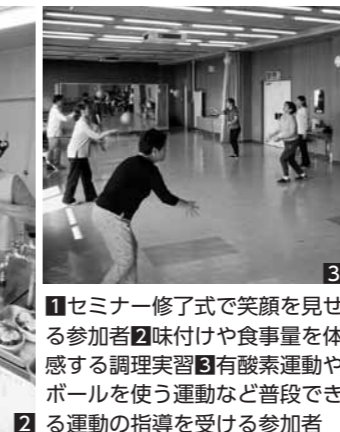 3
1セミナー修了式で笑顔を見せ
る参加者2味付けや食事量を体
感する調理実習3有酸素運動や
ボールを使う運動など普段でき
2
る運動の指導を受ける参加者